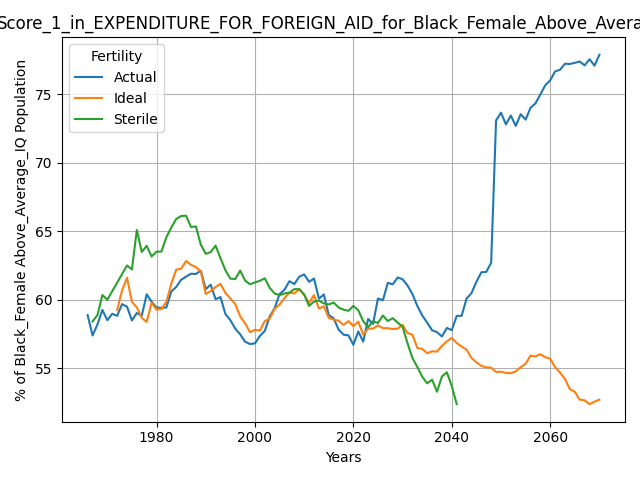 Score_1_in_EXPENDITURE_FOR_FOREIGN_AID_for_Black_Female_Above_Avera
Fertility
Actual
Ideal
Sterile
% of Black_Female Above_Average_IQ Population
75
70
65
60
55
1980
2000
2020
2040
2060
Years